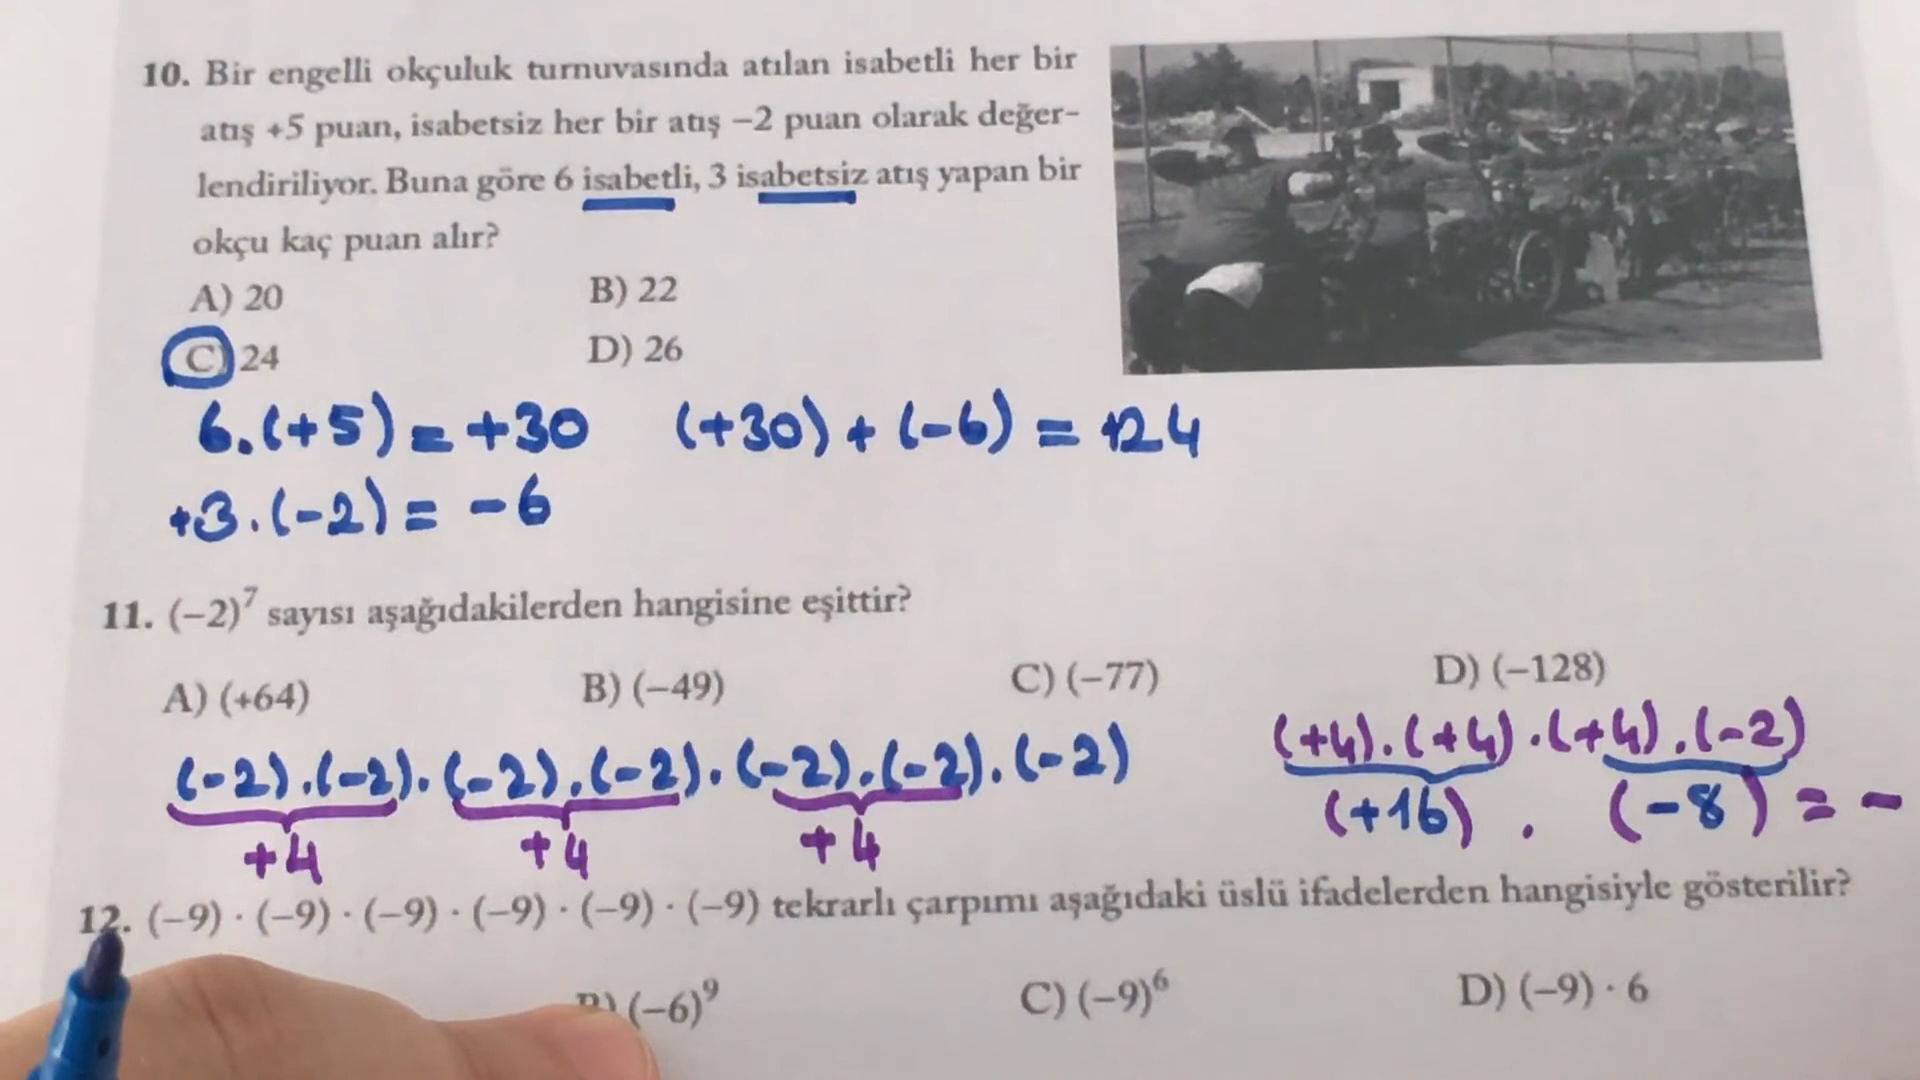 10. Bir engelli okçuluk turnuvasında atılan isabetli her bir
atış +5 puan, isabetsiz her bir atış –2 puan olarak değer-
lendiriliyor. Buna göre 6 isabetli, 3 isabetsiz atış yapan bir
okçu kaç puan alır?
A) 20 B) 22
C) 24 D) 26
6.(+5) = +30 (+30) + (-6) = +24
+3.(-2) = -6
11. (–2)⁷ sayısı aşağıdakilerden hangisine eşittir?
A) (+64) B) (–49) C) (–77) D) (–128)
(-2).(-2).(-2).(-2).(-2).(-2).(-2) (+4).(+4).(+4).(-2)
+4 +4 +4 (+16) . (-8) = -
12. (–9) · (–9) · (–9) · (–9) · (–9) · (–9) tekrarlı çarpımı aşağıdaki üslü ifadelerden hangisiyle gösterilir?
(–6)⁹ C) (–9)⁶ D) (–9) · 6